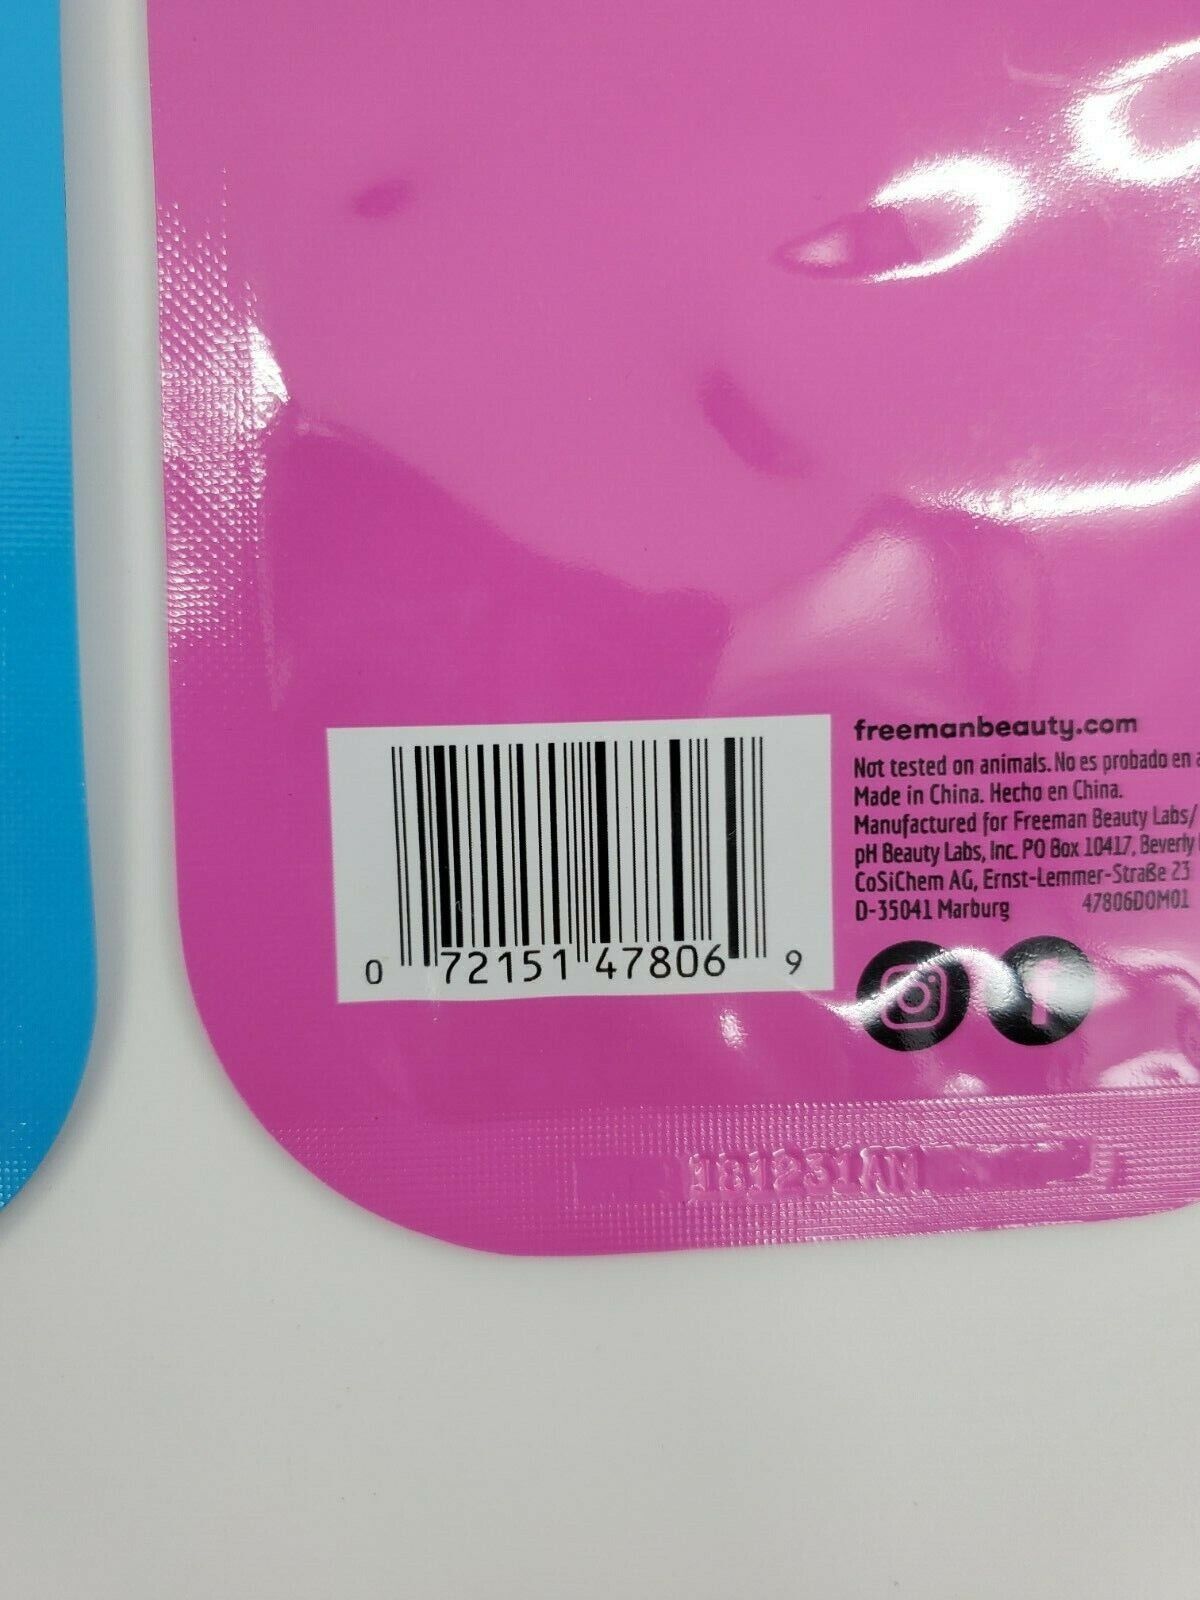 freemanbeauty.com
Not tested on animals. No es probado en a
Made in China. Hecho en China.
Manufactured for Freeman Beauty Labs/
pH Beauty Labs, Inc. PO Box 10417, Beverly
CoSiChem AG, Ernst-Lemmer-Straße 23
D-35041 Marburg 47806DOM01
0 72151 47806 9
181231AM